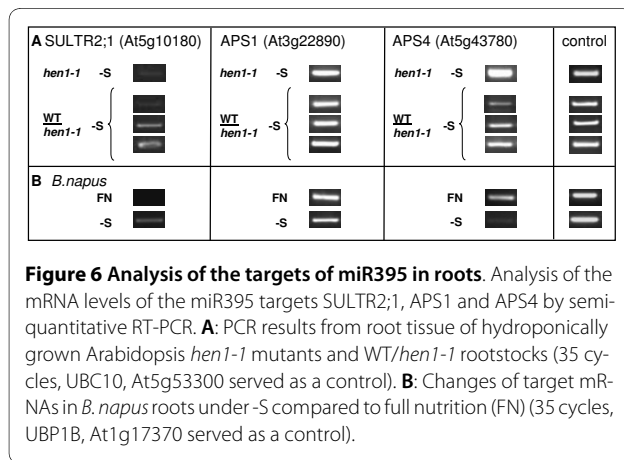 A SULTR2;1 (At5g10180) APS1 (At3g22890) APS4 (At5g43780) control
hen1-1 -S hen1-1 -S hen1-1 -S
WT
hen1-1 -S WT
hen1-1 -S WT
hen1-1 -S
B B.napus
FN FN FN
-S -S -S
Figure 6 Analysis of the targets of miR395 in roots. Analysis of the
mRNA levels of the miR395 targets SULTR2;1, APS1 and APS4 by semi-
quantitative RT-PCR. A: PCR results from root tissue of hydroponically
grown Arabidopsis hen1-1 mutants and WT/hen1-1 rootstocks (35 cy-
cles, UBC10, At5g53300 served as a control). B: Changes of target mR-
NAs in B. napus roots under -S compared to full nutrition (FN) (35 cycles,
UBP1B, At1g17370 served as a control).